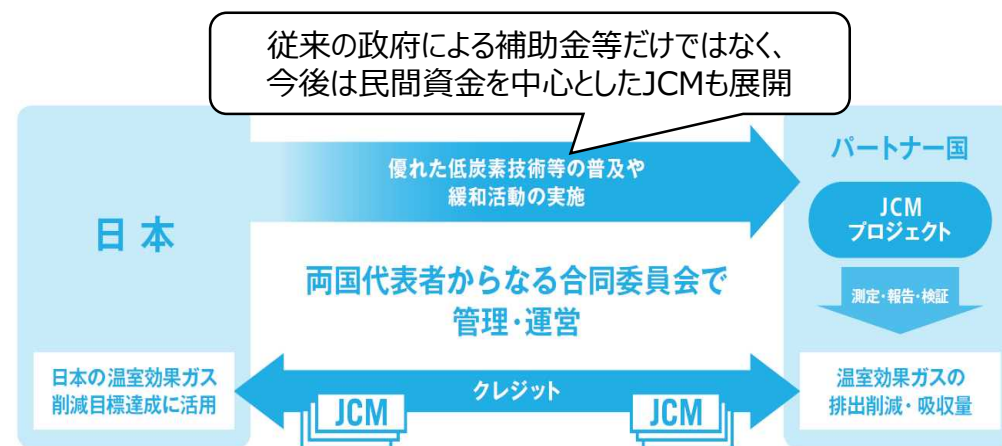 従来の政府による補助金等だけではなく、
今後は民間資金を中心としたJCMも展開
優れた低炭素技術等の普及や
緩和活動の実施
パートナー国
JCM
プロジェクト
日本
両国代表者からなる合同委員会で
管理・運営
測定・報告・検証
日本の温室効果ガス
削減目標達成に活用
クレジット
温室効果ガスの
排出削減・吸収量
JCM
JCM